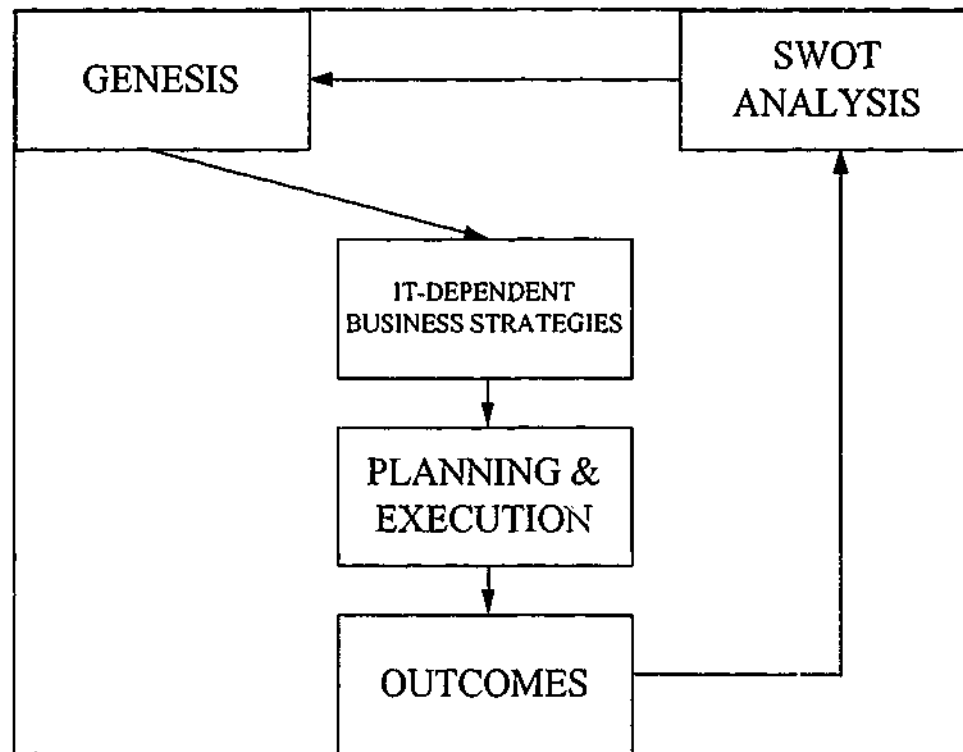 GENESIS
SWOT
ANALYSIS
IT-DEPENDENT
BUSINESS STRATEGIES
PLANNING &
EXECUTION
OUTCOMES